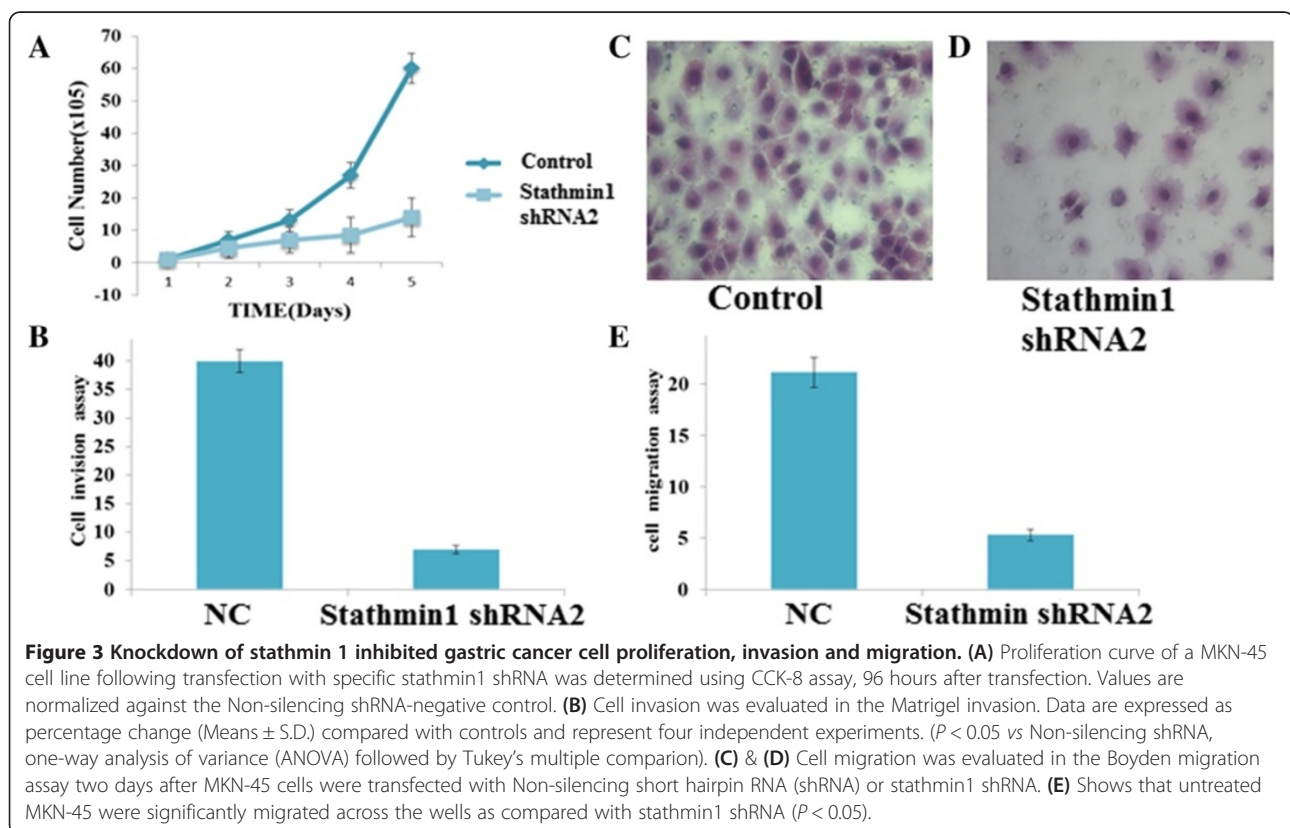 A
70
60
50
40
30
20
10
0
-10
Cell Number(x105)
1 2 3 4 5
TIME(Days)
Control
Stathmin1
shRNA2
C
Control
D
Stathmin1
shRNA2
B
40
35
30
25
20
15
10
5
0
Cell invision assay
NC Stathmin1 shRNA2
E
20
15
10
5
0
cell migration assay
NC Stathmin shRNA2
Figure 3 Knockdown of stathmin 1 inhibited gastric cancer cell proliferation, invasion and migration. (A) Proliferation curve of a MKN-45
cell line following transfection with specific stathmin1 shRNA was determined using CCK-8 assay, 96 hours after transfection. Values are
normalized against the Non-silencing shRNA-negative control. (B) Cell invasion was evaluated in the Matrigel invasion. Data are expressed as
percentage change (Means ± S.D.) compared with controls and represent four independent experiments. (P < 0.05 vs Non-silencing shRNA,
one-way analysis of variance (ANOVA) followed by Tukey's multiple comparion). (C) & (D) Cell migration was evaluated in the Boyden migration
assay two days after MKN-45 cells were transfected with Non-silencing short hairpin RNA (shRNA) or stathmin1 shRNA. (E) Shows that untreated
MKN-45 were significantly migrated across the wells as compared with stathmin1 shRNA (P < 0.05).